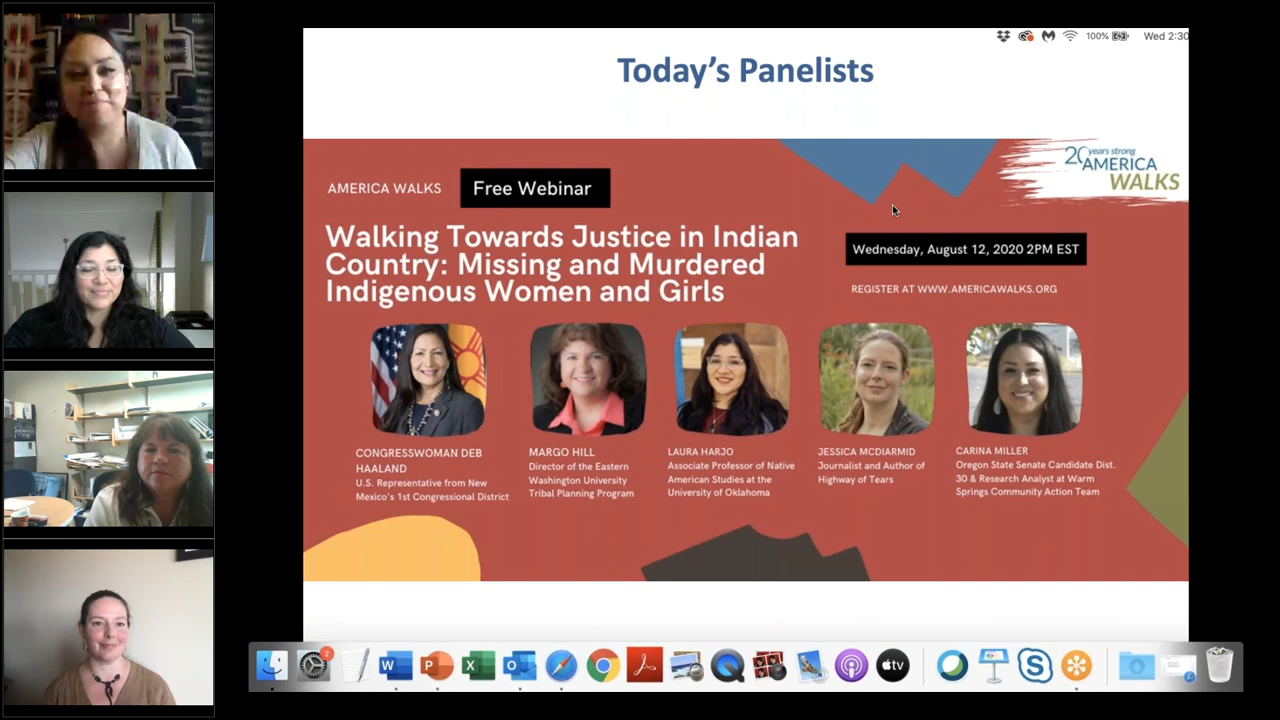 100%
Wed 2:30
Today's Panelists
20 years strong
AMERICA
WALKS
AMERICA WALKS
Free Webinar
Walking Towards Justice in Indian
Country: Missing and Murdered
Indigenous Women and Girls
Wednesday, August 12, 2020 2PM EST
REGISTER AT WWW.AMERICAWALKS.ORG
CONGRESSWOMAN DEB
HAALAND
U.S. Representative from New
Mexico's 1st Congressional District
MARGO HILL
Director of the Eastern
Washington University
Tribal Planning Program
LAURA HARJO
Associate Professor of Native
American Studies at the
University of Oklahoma
JESSICA MCDIARMID
Journalist and Author of
Highway of Tears
CARINA MILLER
Oregon State Senate Candidate Dist.
30 & Research Analyst at Warm
Springs Community Action Team
2
W
P
X
O
tv
S